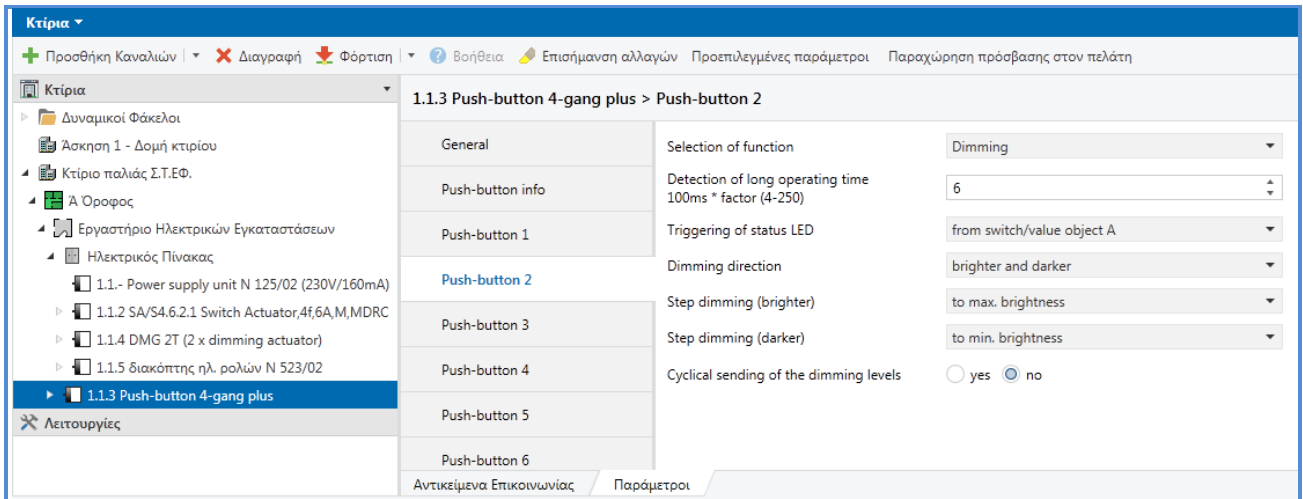 Κτίρια
Προσθήκη Καναλιών Διαγραφή Φόρτιση Βοήθεια Επισήμανση αλλαγών Προεπιλεγμένες παράμετροι Παραχώρηση πρόσβασης στον πελάτη
Κτίρια
Δυναμικοί Φάκελοι
Άσκηση 1 - Δομή κτιρίου
Κτίριο παλιάς Σ.Τ.ΕΦ.
Ά Όροφος
Εργαστήριο Ηλεκτρικών Εγκαταστάσεων
Ηλεκτρικός Πίνακας
1.1.- Power supply unit N 125/02 (230V/160mA)
1.1.2 SA/S4.6.2.1 Switch Actuator,4f,6A,M,MDRC
1.1.4 DMG 2T (2 x dimming actuator)
1.1.5 διακόπτης ηλ. ρολών N 523/02
1.1.3 Push-button 4-gang plus
Λειτουργίες
1.1.3 Push-button 4-gang plus > Push-button 2
General
Push-button info
Push-button 1
Push-button 2
Push-button 3
Push-button 4
Push-button 5
Push-button 6
Selection of function Dimming
Detection of long operating time
100ms * factor (4-250) 6
Triggering of status LED from switch/value object A
Dimming direction brighter and darker
Step dimming (brighter) to max. brightness
Step dimming (darker) to min. brightness
Cyclical sending of the dimming levels yes no
Αντικείμενα Επικοινωνίας Παράμετροι